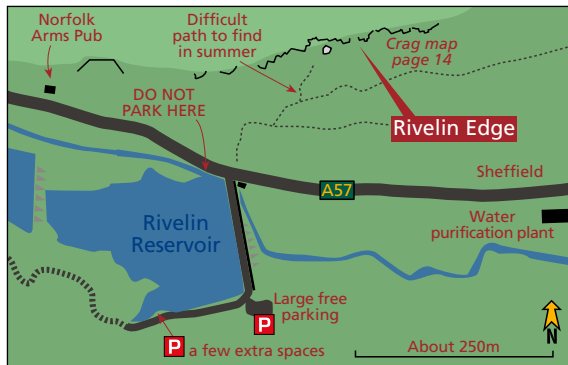 Norfolk
Arms Pub
Difficult
path to find
in summer
Crag map
page 14
DO NOT
PARK HERE
Rivelin Edge
A57
Sheffield
Water
purification plant
Rivelin
Reservoir
Large free
parking
P
P
a few extra spaces
About 250m
N